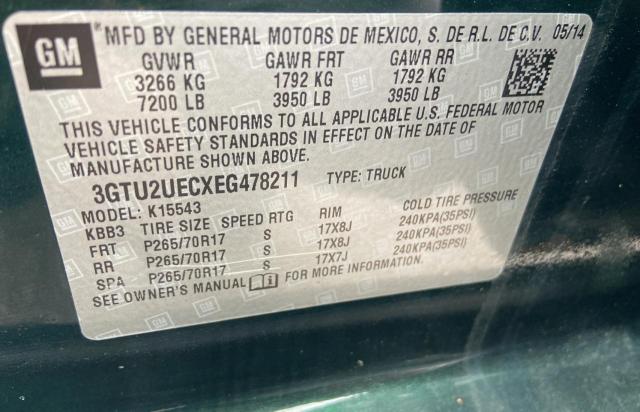 GM
*MFD BY GENERAL MOTORS DE MEXICO, S. DE R.L. DE C.V. 05/14
GVWR GAWR FRT GAWR RR
3266 KG 1792 KG 1792 KG
7200 LB 3950 LB 3950 LB
THIS VEHICLE CONFORMS TO ALL APPLICABLE U.S. FEDERAL MOTOR
VEHICLE SAFETY STANDARDS IN EFFECT ON THE DATE OF
MANUFACTURE SHOWN ABOVE.
3GTU2UECXEG478211 TYPE: TRUCK
MODEL: K15543
KBB3 TIRE SIZE SPEED RTG RIM COLD TIRE PRESSURE
FRT P265/70R17 S 17X8J 240KPA(35PSI)
RR P265/70R17 S 17X8J 240KPA(35PSI)
SPA P265/70R17 S 17X7J 240KPA(35PSI)
SEE OWNER'S MANUAL FOR MORE INFORMATION.